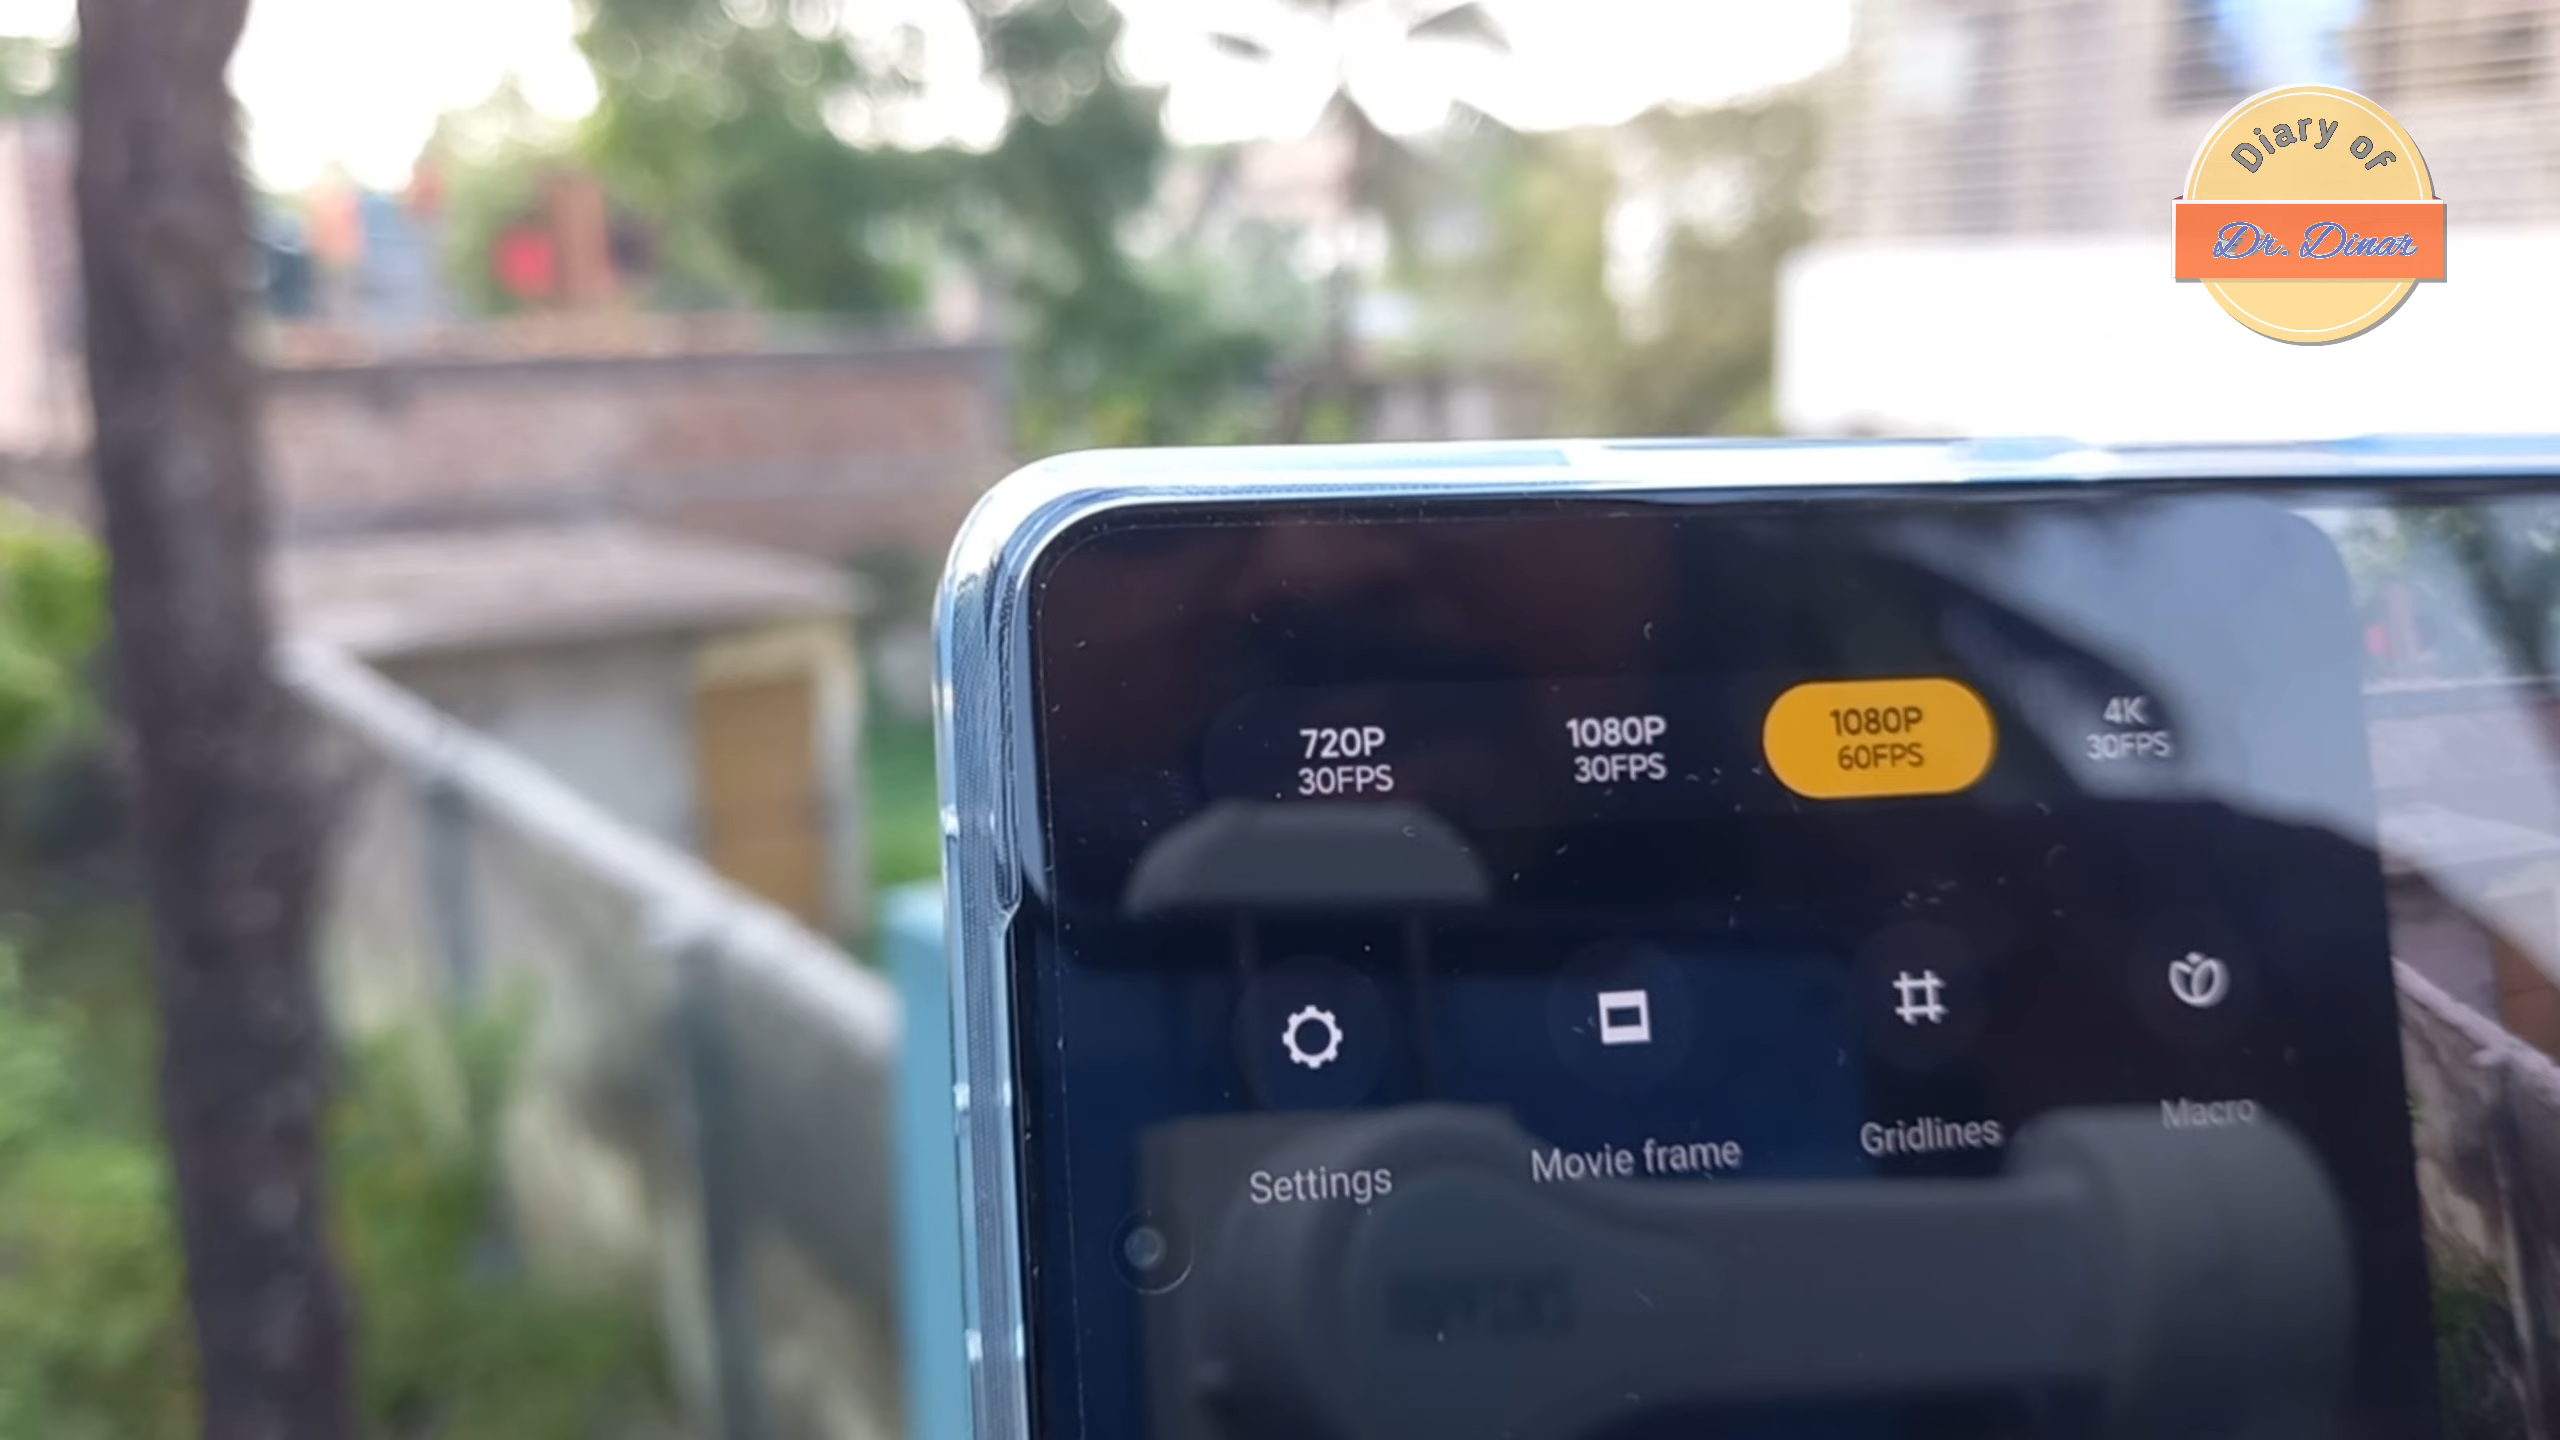 Diary of
Dr. Dinar
720P
30FPS
1080P
30FPS
1080P
60FPS
4K
30FPS
Settings
Movie frame
Gridlines
Macro